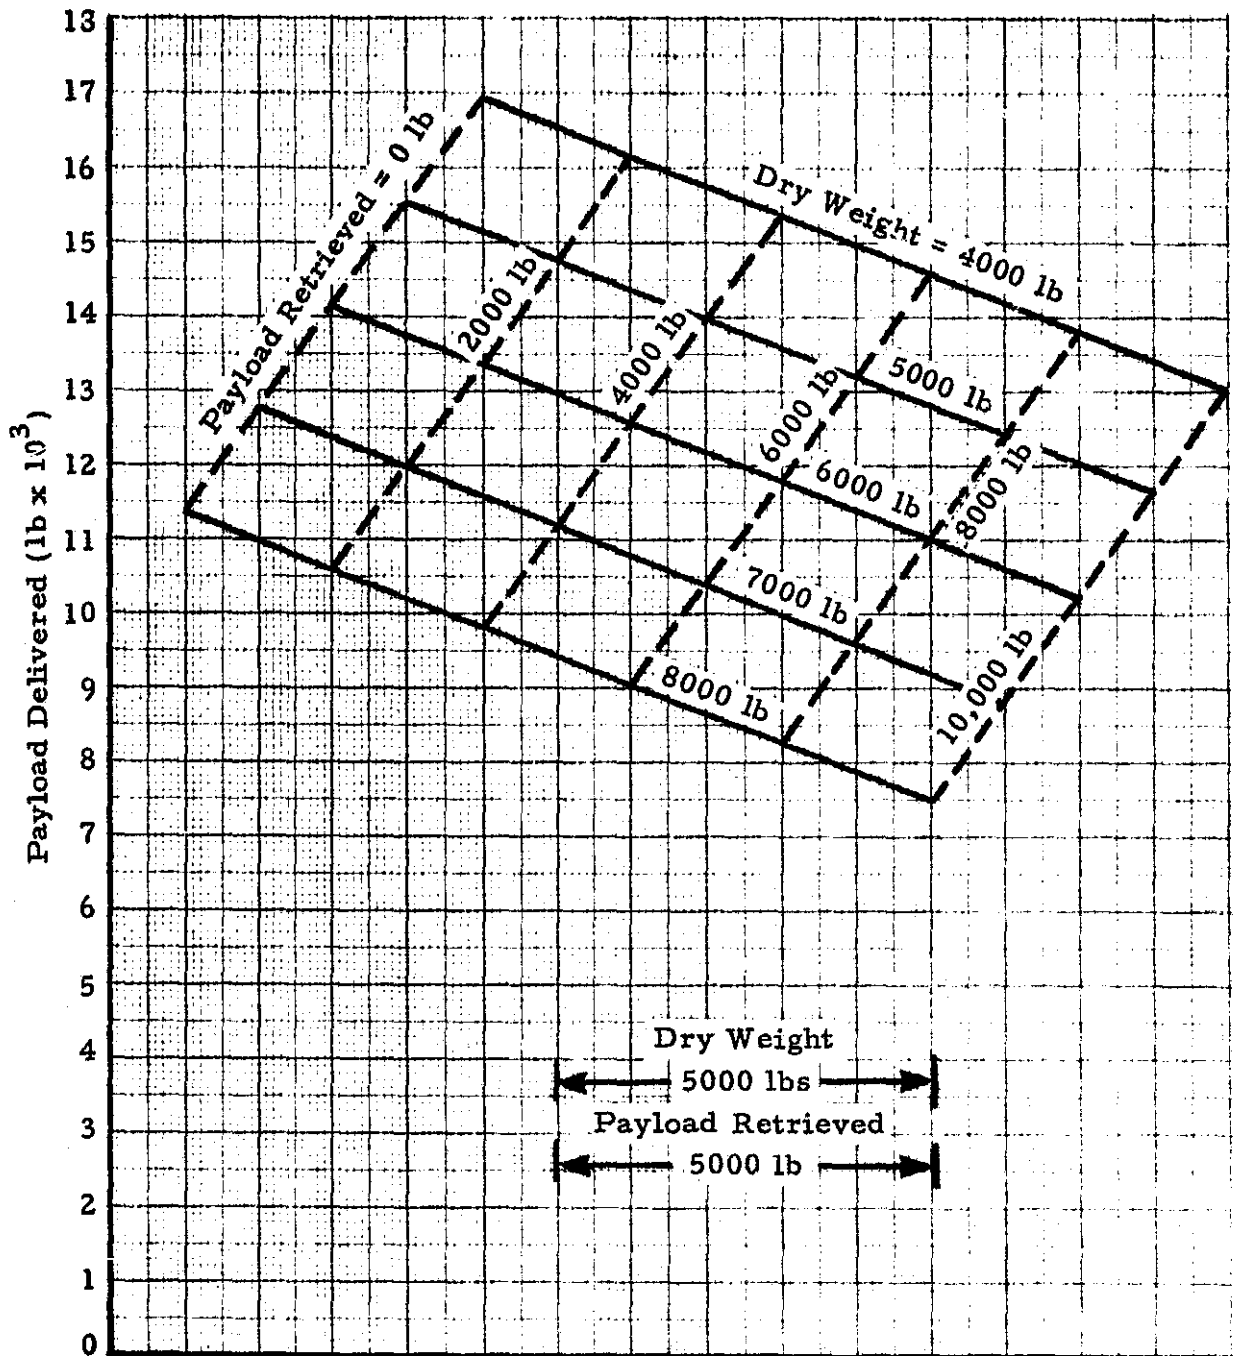 13
17
16
15
14
13
12
11
10
9
8
7
6
5
4
3
2
1
0
Payload Delivered (lb x 10³)
Payload Retrieved = 0 lb
2000 lb
4000 lb
6000 lb
8000 lb
10,000 lb
Dry Weight = 4000 lb
5000 lb
6000 lb
7000 lb
8000 lb
Dry Weight
5000 lbs
Payload Retrieved
5000 lb